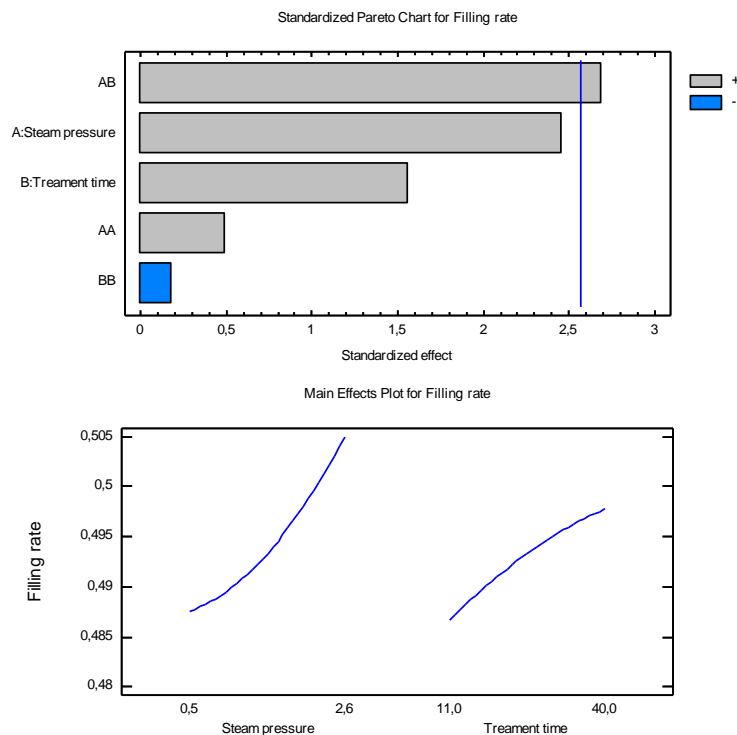 Standardized Pareto Chart for Filling rate
AB
A:Steam pressure
B:Treament time
AA
BB
+
-
0 0,5 1 1,5 2 2,5 3
Standardized effect
Main Effects Plot for Filling rate
0,505
0,5
0,495
0,49
0,485
0,48
Filling rate
0,5 2,6 11,0 40,0
Steam pressure Treament time